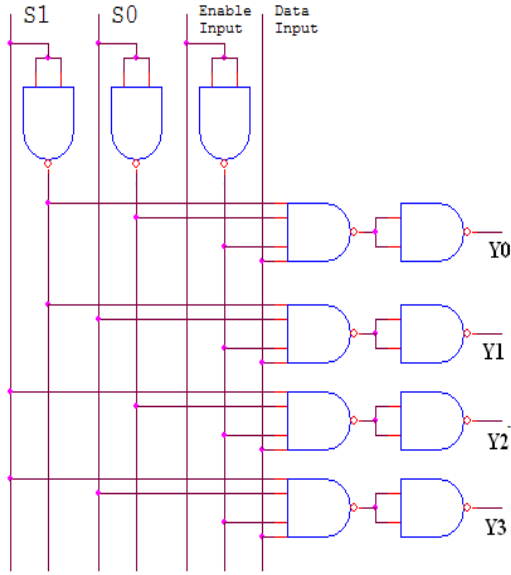 S1
S0
Enable
Input
Data
Input
Y0
Y1
Y2
Y3